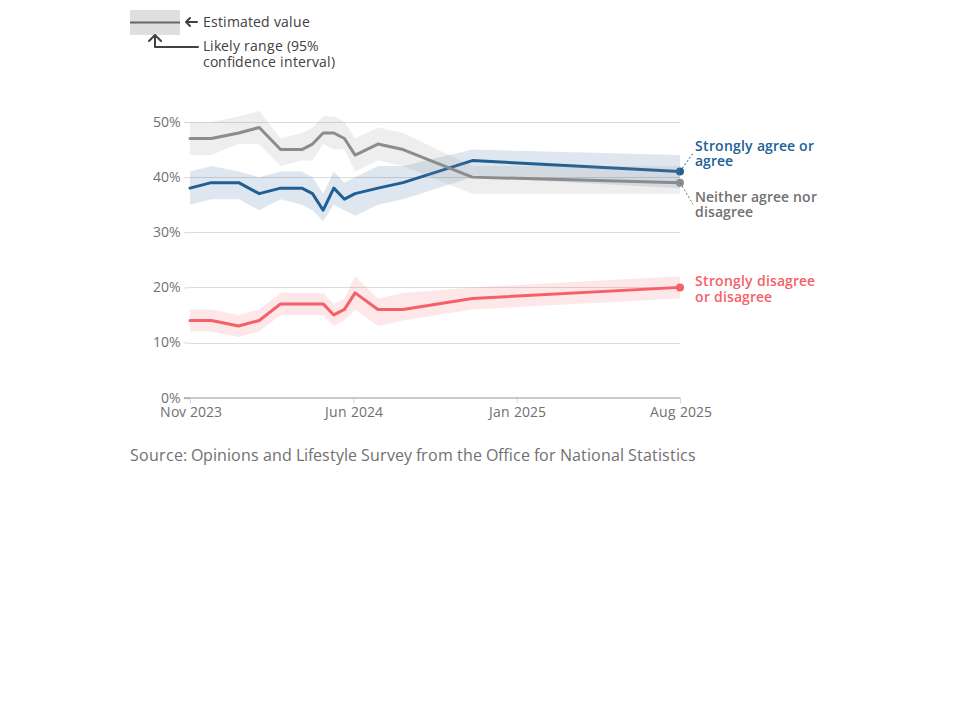 Estimated value
Likely range (95%
confidence interval)
50%
40%
30%
20%
10%
0%
Strongly agree or
agree
Neither agree nor
disagree
Strongly disagree
or disagree
Nov 2023
Jun 2024
Jan 2025
Aug 2025
Source: Opinions and Lifestyle Survey from the Office for National Statistics